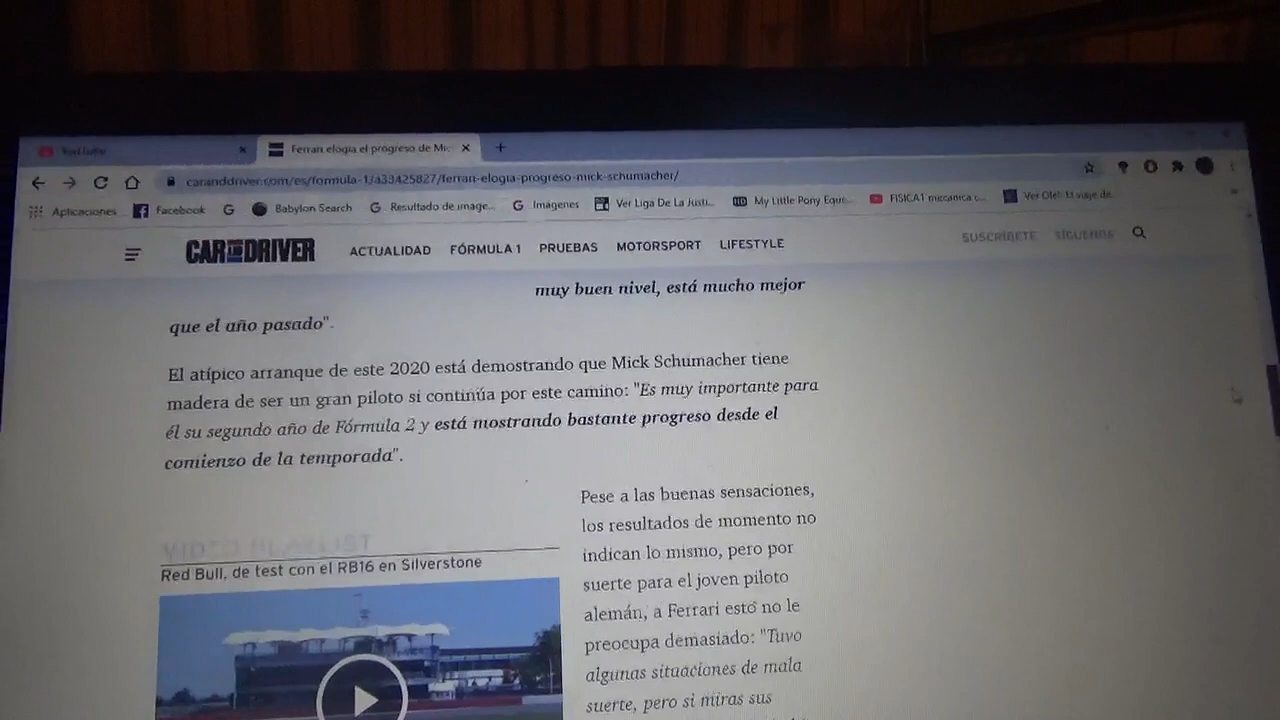 Ferrari elogia el progreso de Mic
caranddriver.com/es/formula-1/a33425827/ferrari-elogia-progreso-mick-schumacher/
Aplicaciones Facebook Babylon Search Resultado de image... Imágenes Ver Liga De La Justi... My Little Pony Eque... FISICA1 mecanica c... Ver Ole!: El viaje de...
CAR AND DRIVER ACTUALIDAD FÓRMULA 1 PRUEBAS MOTORSPORT LIFESTYLE SUSCRÍBETE SÍGUENOS
muy buen nivel, está mucho mejor
que el año pasado".
El atípico arranque de este 2020 está demostrando que Mick Schumacher tiene
madera de ser un gran piloto si continúa por este camino: "Es muy importante para
él su segundo año de Fórmula 2 y está mostrando bastante progreso desde el
comienzo de la temporada".
VIDEO PLAYLIST
Red Bull, de test con el RB16 en Silverstone
Pese a las buenas sensaciones,
los resultados de momento no
indican lo mismo, pero por
suerte para el joven piloto
alemán, a Ferrari esto no le
preocupa demasiado: "Tuvo
algunas situaciones de mala
suerte, pero si miras sus